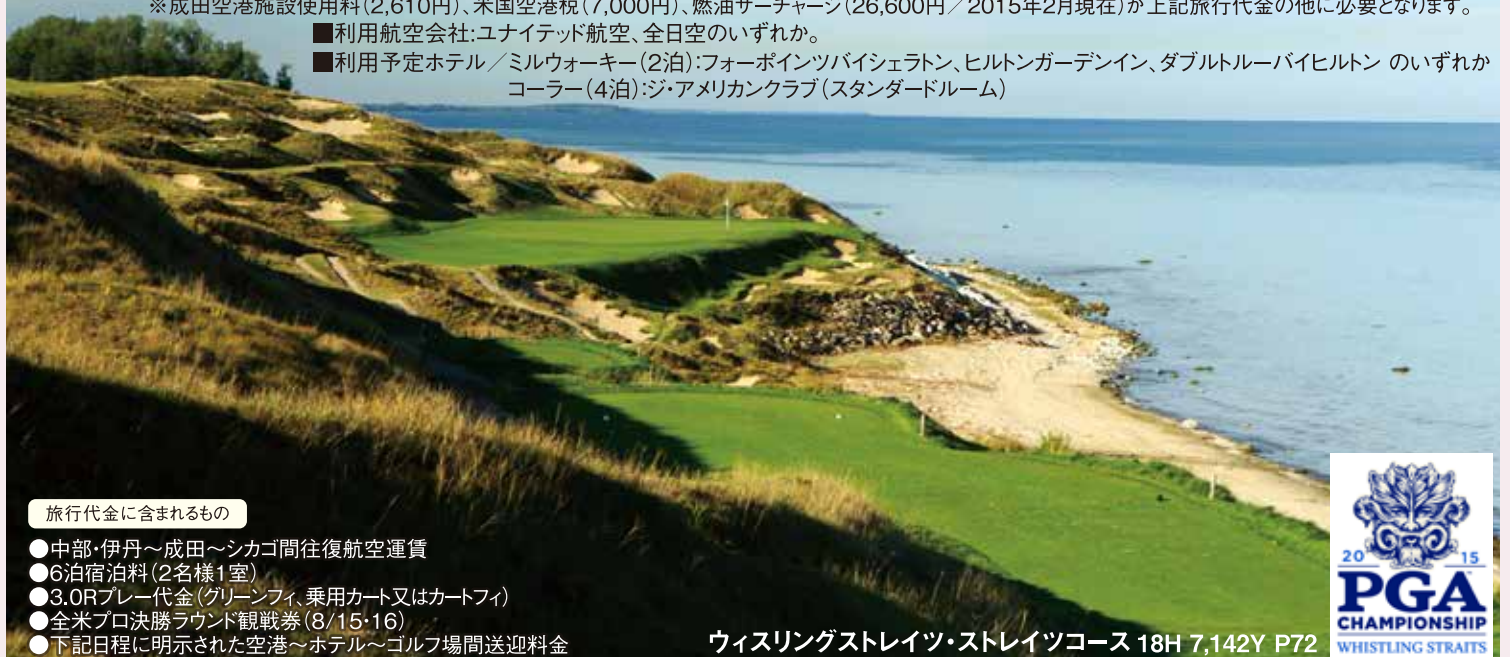 ※成田空港施設使用料(2,610円)、米国空港税(7,000円)、燃油サーチャージ(26,600円／2015年2月現在)が上記旅行代金の他に必要となります。
■利用航空会社:ユナイテッド航空、全日空のいずれか。
■利用予定ホテル／ミルウォーキー(2泊):フォーポインツバイシェラトン、ヒルトンガーデンイン、ダブルトルーバイヒルトン のいずれか
コーラー(4泊):ジ・アメリカンクラブ(スタンダードルーム)
旅行代金に含まれるもの
●中部・伊丹〜成田〜シカゴ間往復航空運賃
●6泊宿泊料(2名様1室)
●3.0Rプレー代金(グリーンフィ、乗用カート又はカートフィ)
●全米プロ決勝ラウンド観戦券(8/15・16)
●下記日程に明示された空港〜ホテル〜ゴルフ場間送迎料金
ウィスリングストレイツ・ストレイツコース 18H 7,142Y P72
20 15
PGA
CHAMPIONSHIP
WHISTLING STRAITS